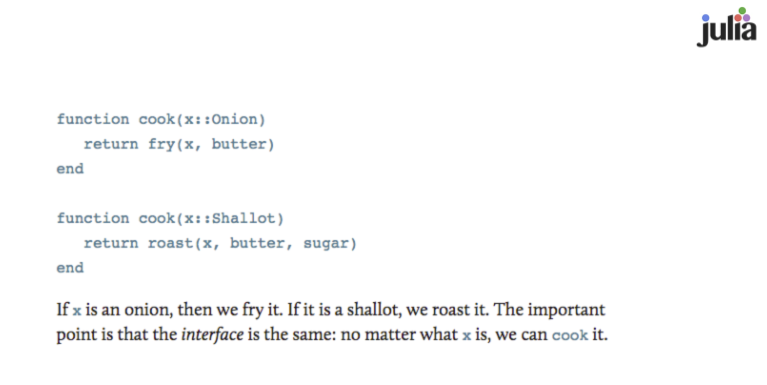 julia
function cook(x::Onion)
return fry(x, butter)
end
function cook(x::Shallot)
return roast(x, butter, sugar)
end
If x is an onion, then we fry it. If it is a shallot, we roast it. The important
point is that the interface is the same: no matter what x is, we can cook it.